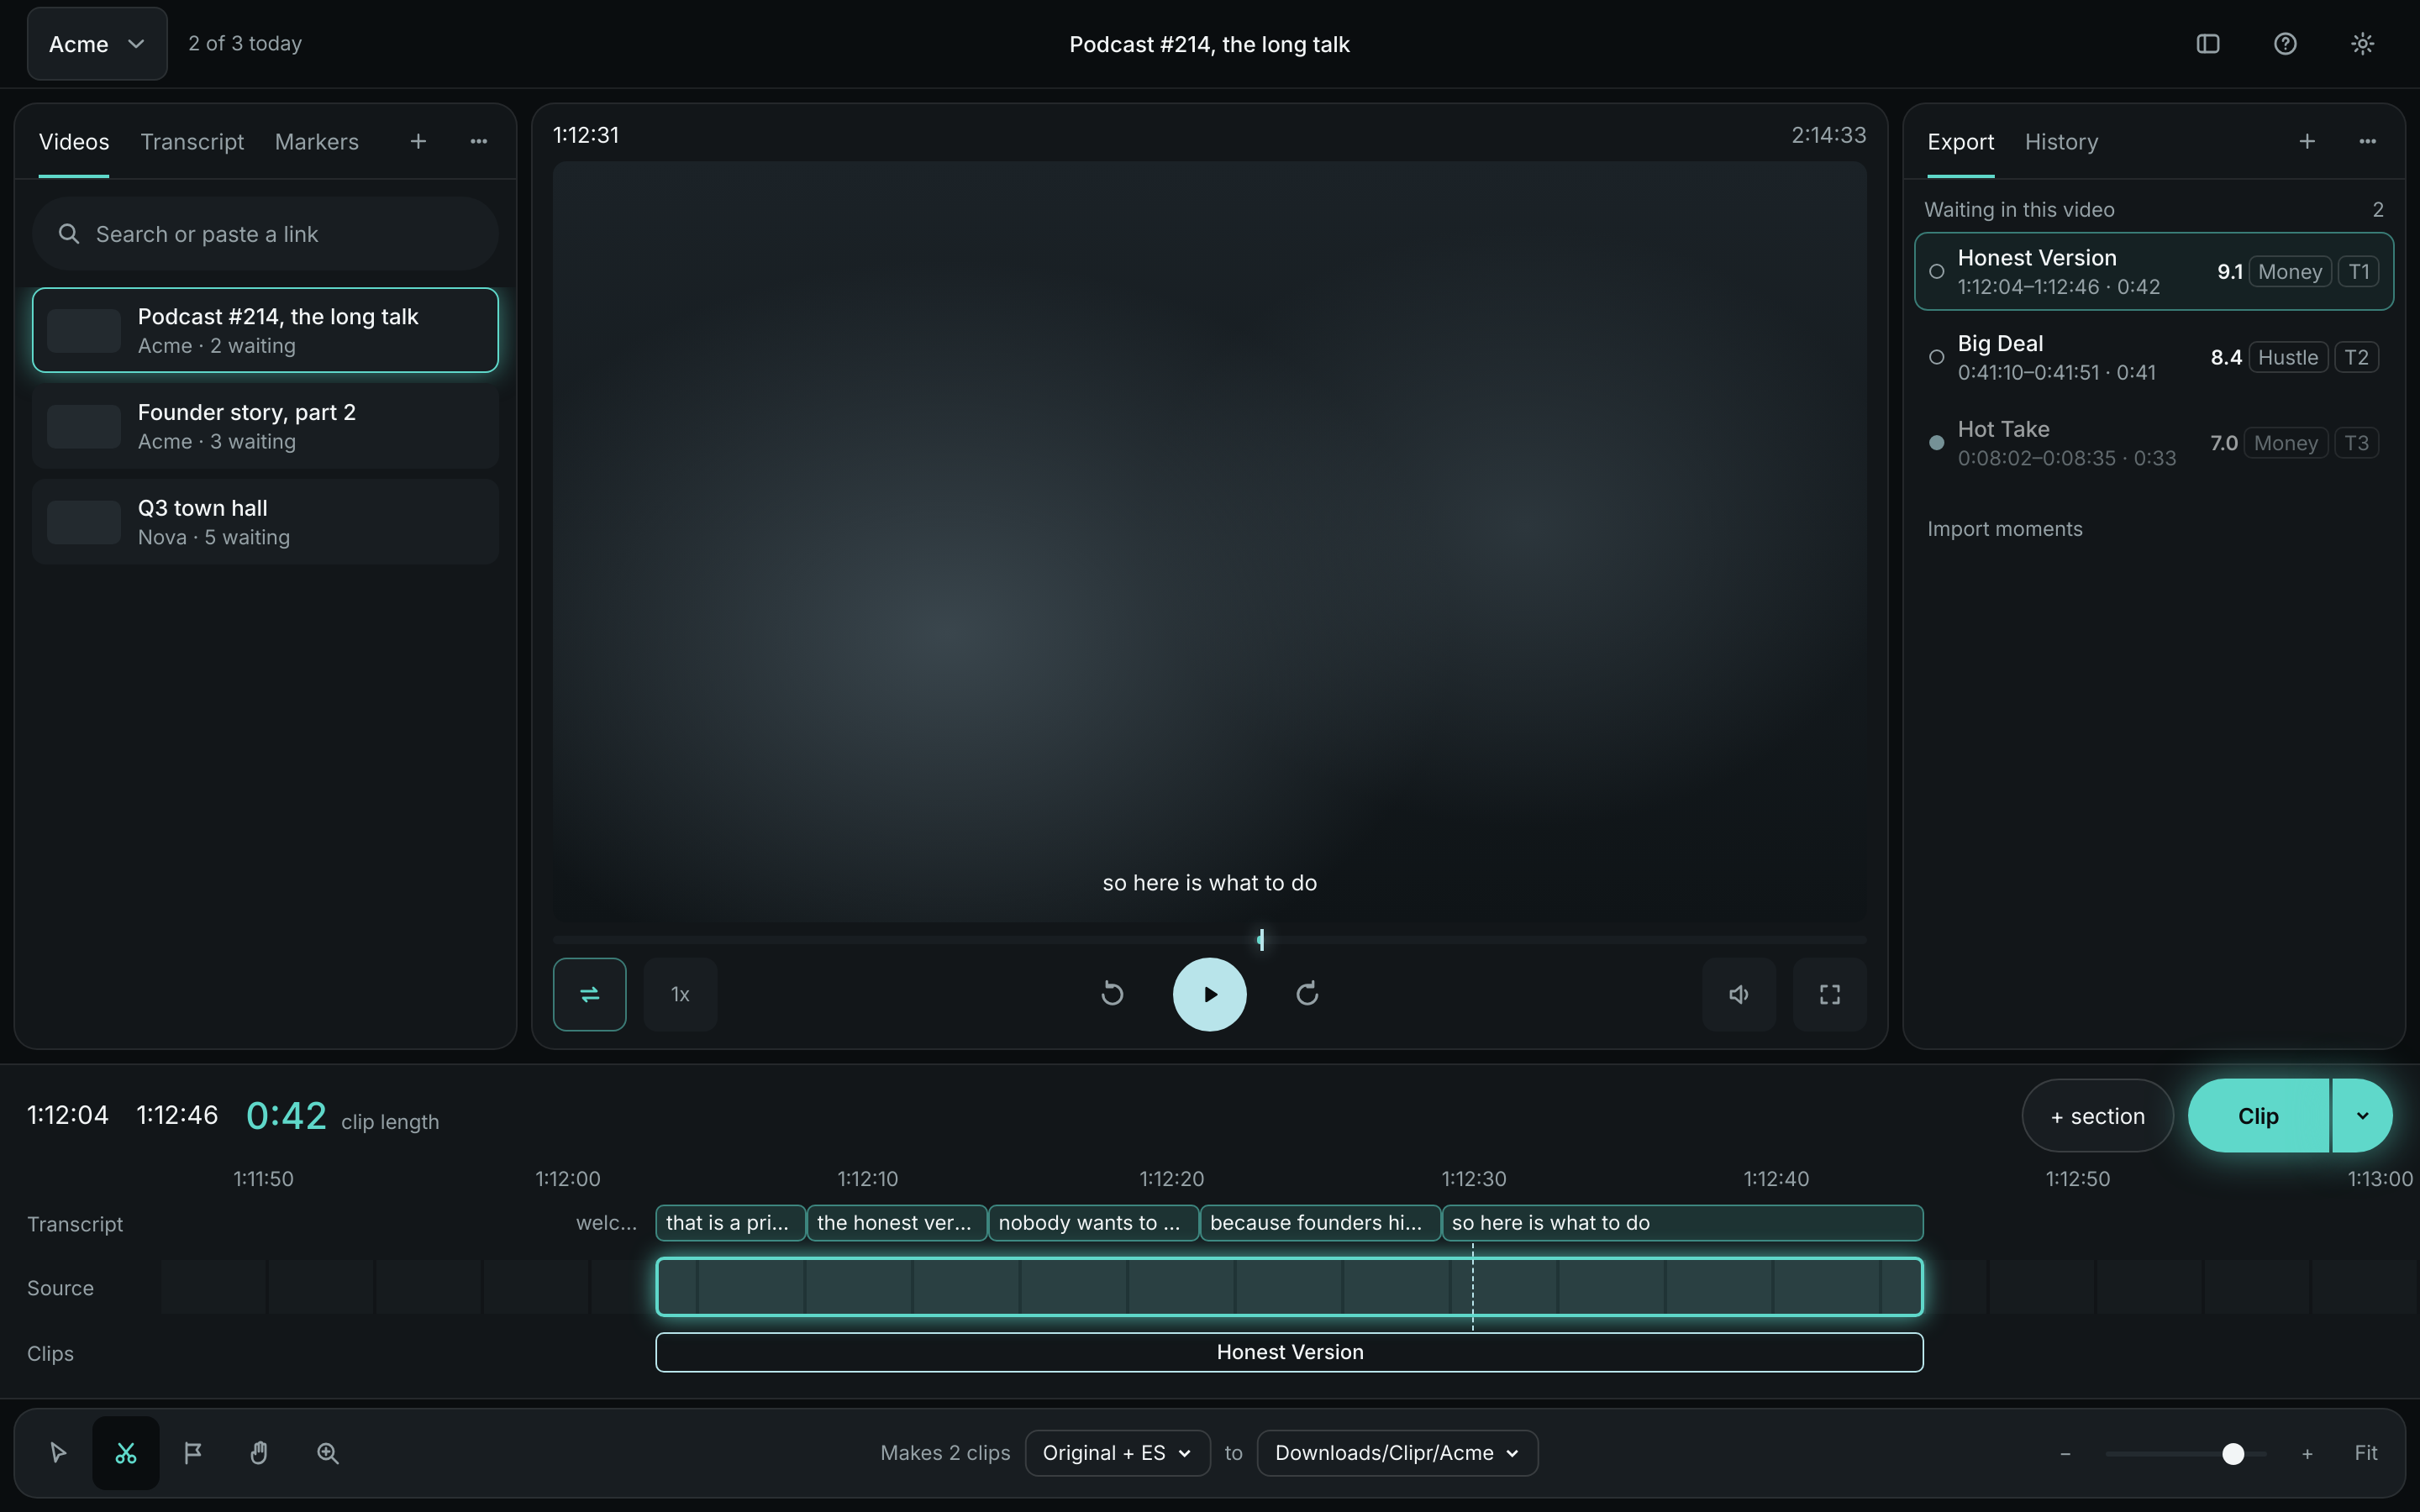 Acme
2 of 3 today
Podcast #214, the long talk
Videos Transcript Markers
Search or paste a link
Podcast #214, the long talk
Acme · 2 waiting
Founder story, part 2
Acme · 3 waiting
Q3 town hall
Nova · 5 waiting
1:12:31 2:14:33
so here is what to do
1x
Export History
Waiting in this video 2
Honest Version
1:12:04–1:12:46 · 0:42
9.1 Money T1
Big Deal
0:41:10–0:41:51 · 0:41
8.4 Hustle T2
Hot Take
0:08:02–0:08:35 · 0:33
7.0 Money T3
Import moments
1:12:04 1:12:46 0:42 clip length
+ section Clip
1:11:50 1:12:00 1:12:10 1:12:20 1:12:30 1:12:40 1:12:50 1:13:00
Transcript welc... that is a pri... the honest ver... nobody wants to ... because founders hi... so here is what to do
Source
Clips Honest Version
Makes 2 clips Original + ES to Downloads/Clipr/Acme
− + Fit